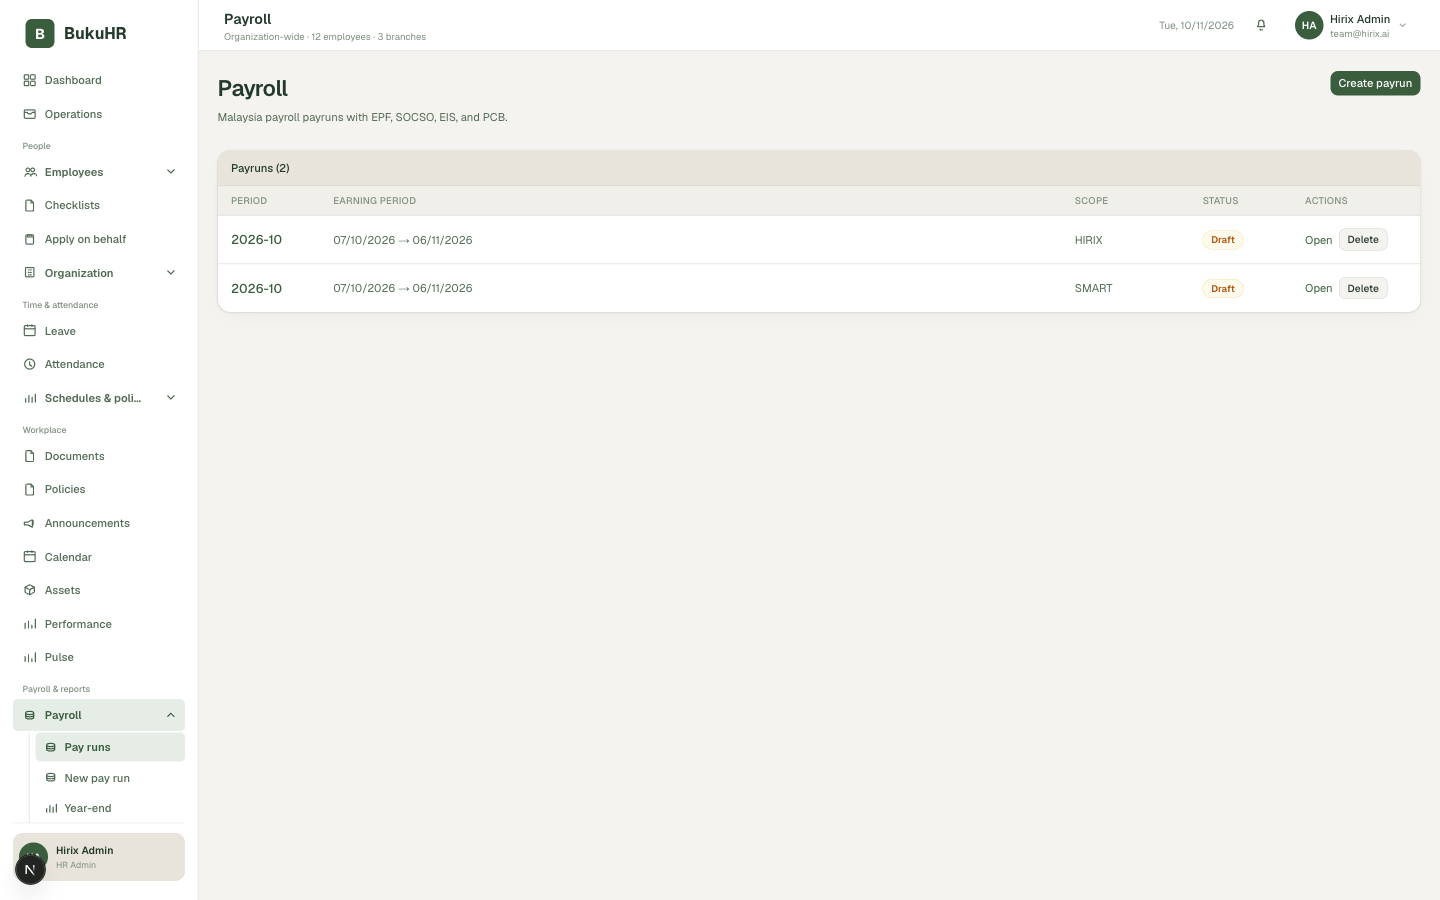 B BukuHR
Dashboard
Operations
People
Employees
Checklists
Apply on behalf
Organization
Time & attendance
Leave
Attendance
Schedules & poli...
Workplace
Documents
Policies
Announcements
Calendar
Assets
Performance
Pulse
Payroll & reports
Payroll
Pay runs
New pay run
Year-end
Hirix Admin
HR Admin
N
Payroll
Organization-wide · 12 employees · 3 branches
Tue, 10/11/2026
HA
Hirix Admin
team@hirix.ai
Payroll
Create payrun
Malaysia payroll payruns with EPF, SOCSO, EIS, and PCB.
Payruns (2)
PERIOD EARNING PERIOD SCOPE STATUS ACTIONS
2026-10 07/10/2026 → 06/11/2026 HIRIX Draft Open Delete
2026-10 07/10/2026 → 06/11/2026 SMART Draft Open Delete